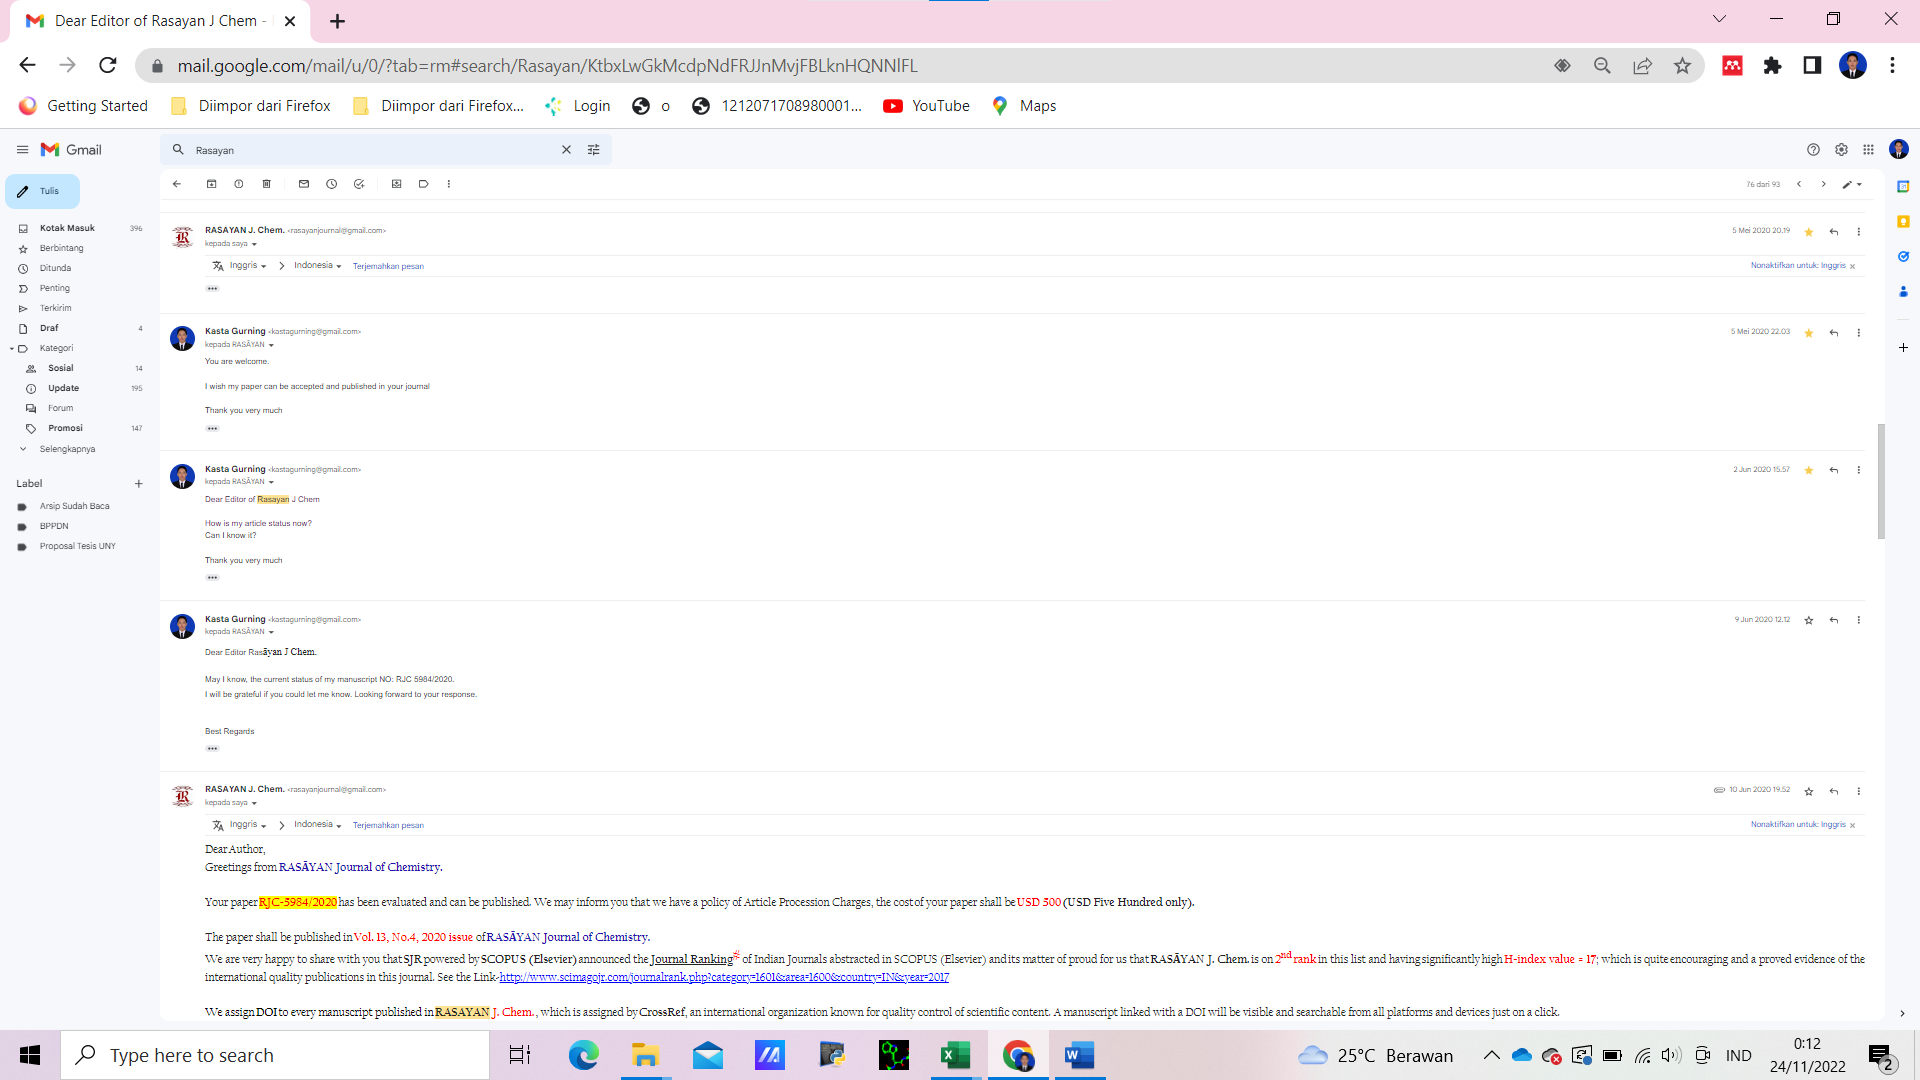 Dear Editor of Rasayan J Chem -
mail.google.com/mail/u/0/?tab=rm#search/Rasayan/KtbxLwGkMcdpNdFRJJnMvjFBLknHQNNlFL
Getting Started
Diimpor dari Firefox
Diimpor dari Firefox...
Login
o
1212071708980001...
YouTube
Maps
Gmail
Rasayan
Tulis
76 dari 93
Kotak Masuk 396
Berbintang
Ditunda
Penting
Terkirim
Draf 4
Kategori
Sosial 14
Update 195
Forum
Promosi 147
Selengkapnya
Label
Arsip Sudah Baca
BPPDN
Proposal Tesis UNY
RASAYAN J. Chem. <rasayanjournal@gmail.com> 5 Mei 2020 20.19
kepada saya
Inggris Indonesia Terjemahkan pesan Nonaktifkan untuk: Inggris x
Kasta Gurning <kastagurning@gmail.com> 5 Mei 2020 22.03
kepada RASĀYAN
You are welcome.
I wish my paper can be accepted and published in your journal
Thank you very much
Kasta Gurning <kastagurning@gmail.com> 2 Jun 2020 15.57
kepada RASĀYAN
Dear Editor of Rasayan J Chem
How is my article status now?
Can I know it?
Thank you very much
Kasta Gurning <kastagurning@gmail.com> 9 Jun 2020 12.12
kepada RASĀYAN
Dear Editor Rasāyan J Chem.
May I know, the current status of my manuscript NO: RJC 5984/2020.
I will be grateful if you could let me know. Looking forward to your response.
Best Regards
RASAYAN J. Chem. <rasayanjournal@gmail.com> 10 Jun 2020 19.52
kepada saya
Inggris Indonesia Terjemahkan pesan Nonaktifkan untuk: Inggris x
Dear Author,
Greetings from RASĀYAN Journal of Chemistry.
Your paper RJC-5984/2020 has been evaluated and can be published. We may inform you that we have a policy of Article Procession Charges, the cost of your paper shall be USD 500 (USD Five Hundred only).
The paper shall be published in Vol. 13, No.4, 2020 issue of RASĀYAN Journal of Chemistry.
We are very happy to share with you that SJR powered by SCOPUS (Elsevier) announced the Journal Ranking# of Indian Journals abstracted in SCOPUS (Elsevier) and its matter of proud for us that RASĀYAN J. Chem. is on 2nd rank in this list and having significantly high H-index value = 17; which is quite encouraging and a proved evidence of the
international quality publications in this journal. See the Link-http://www.scimagojr.com/journalrank.php?category=1601&area=1600&country=IN&year=2017
We assign DOI to every manuscript published in RASAYAN J. Chem. , which is assigned by CrossRef, an international organization known for quality control of scientific content. A manuscript linked with a DOI will be visible and searchable from all platforms and devices just on a click.
Type here to search
25°C Berawan
IND
0:12
24/11/2022
2